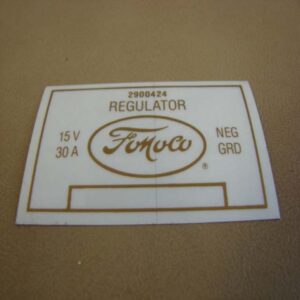 2900424
REGULATOR
15 V
30 A
FoMoCo
®
NEG
GRD